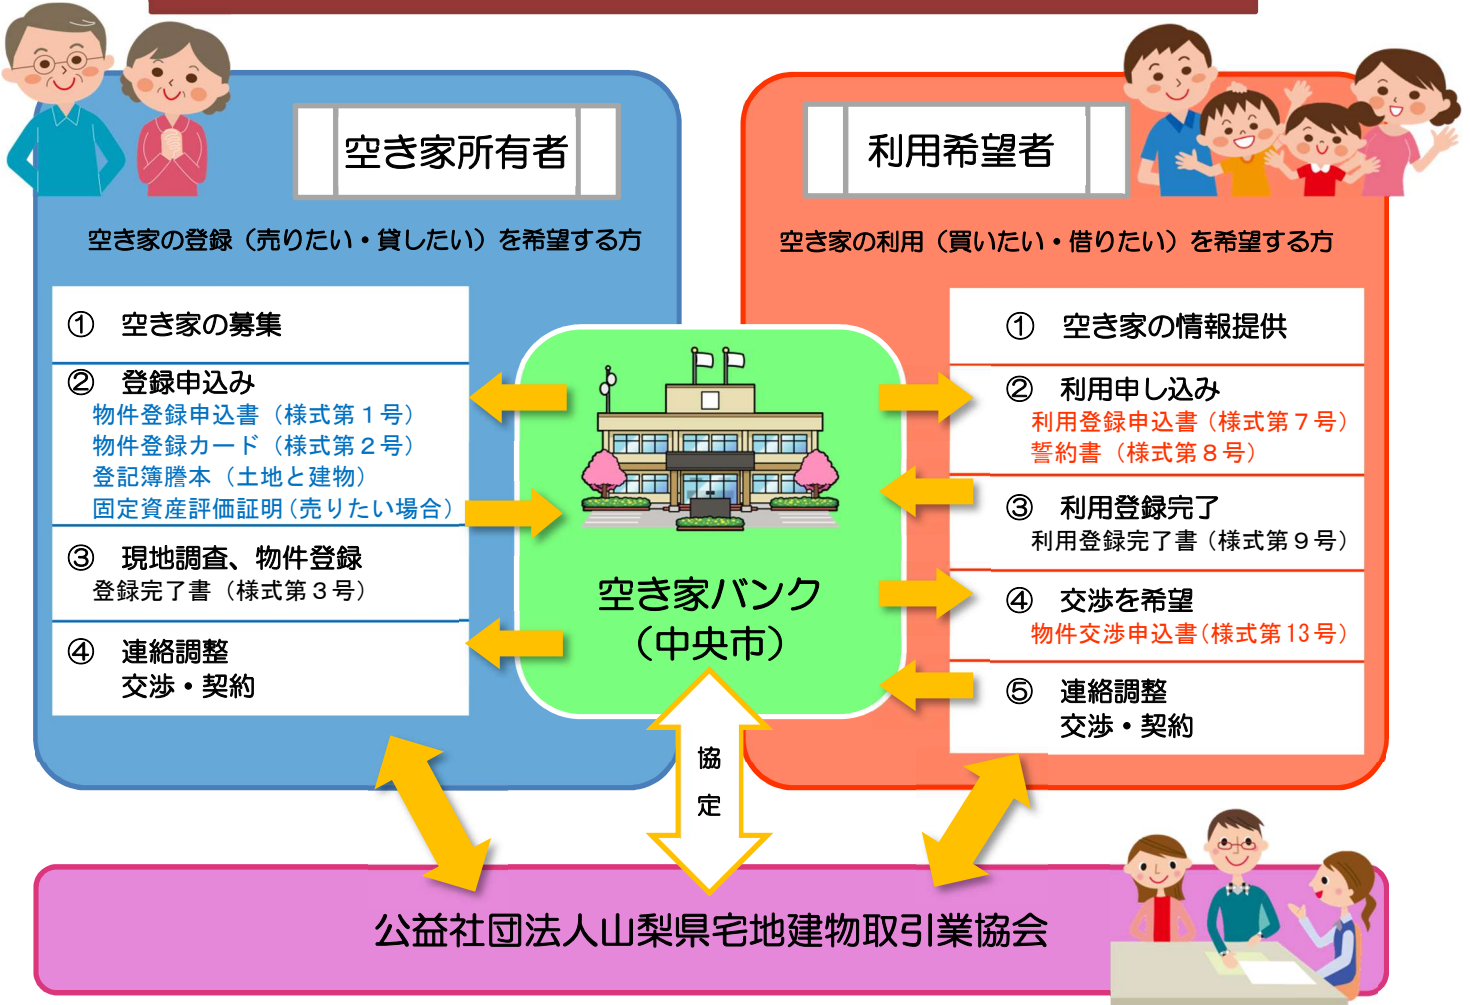 空き家所有者
空き家の登録（売りたい・貸したい）を希望する方
①　空き家の募集
②　登録申込み
物件登録申込書（様式第１号）
物件登録カード（様式第２号）
登記簿謄本（土地と建物）
固定資産評価証明（売りたい場合）
③　現地調査、物件登録
登録完了書（様式第３号）
④　連絡調整
交渉・契約
利用希望者
空き家の利用（買いたい・借りたい）を希望する方
①　空き家の情報提供
②　利用申し込み
利用登録申込書（様式第７号）
誓約書（様式第８号）
③　利用登録完了
利用登録完了書（様式第９号）
④　交渉を希望
物件交渉申込書（様式第13号）
⑤　連絡調整
交渉・契約
空き家バンク
（中央市）
協
定
公益社団法人山梨県宅地建物取引業協会